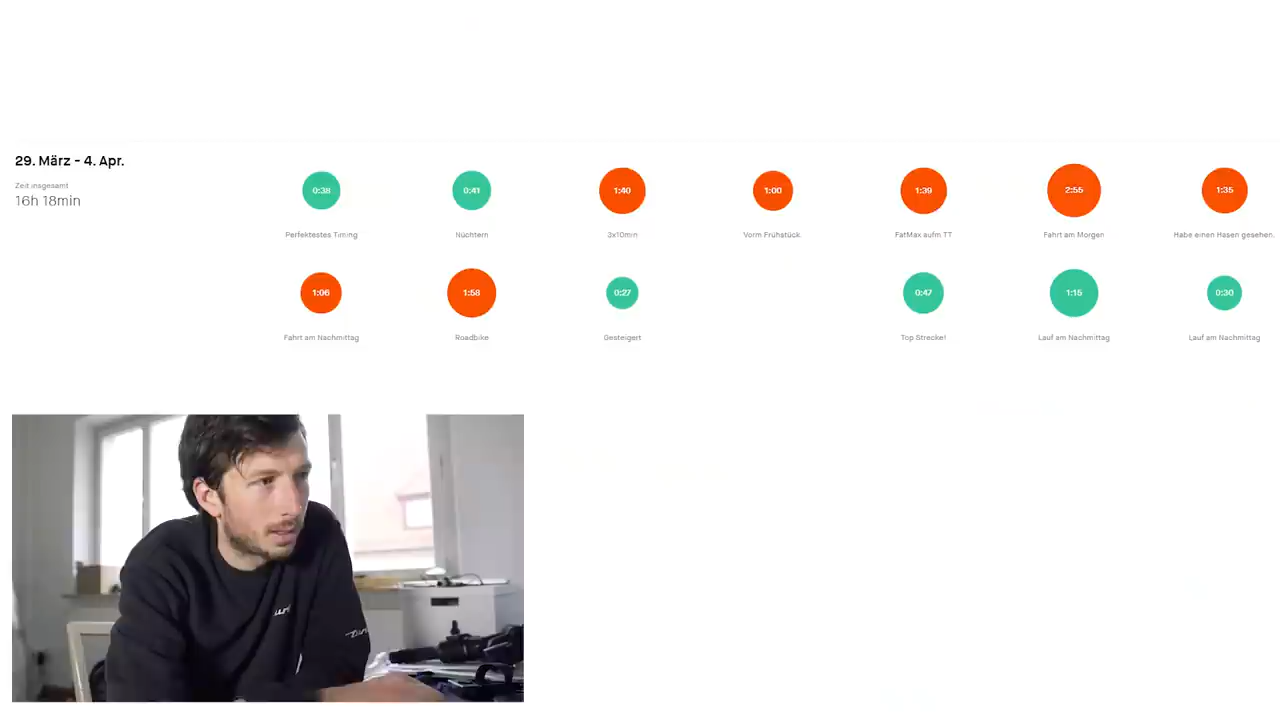 29. März - 4. Apr.
Zeit insgesamt
16h 18min
0:38
0:41
1:40
1:00
1:39
2:55
1:35
Perfektestes Timing
Nüchtern
3x10min
Vorm Frühstück.
FatMax aufm TT
Fahrt am Morgen
Habe einen Hasen gesehen.
1:06
1:58
0:27
0:47
1:15
0:30
Fahrt am Nachmittag
Roadbike
Gesteigert
Top Strecke!
Lauf am Nachmittag
Lauf am Nachmittag